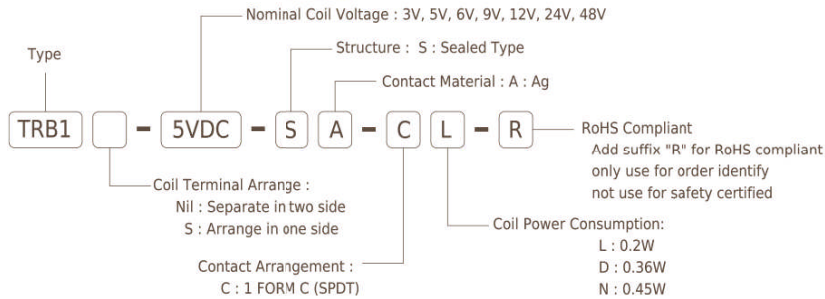 Nominal Coil Voltage : 3V, 5V, 6V, 9V, 12V, 24V, 48V
Structure : S : Sealed Type
Type
Contact Material : A : Ag
TRB1 - 5VDC - S A - C L - R
RoHS Compliant
Add suffix "R" for RoHS compliant
only use for order identify
not use for safety certified
Coil Terminal Arrange :
Nil : Separate in two side
S : Arrange in one side
Coil Power Consumption:
L : 0.2W
D : 0.36W
N : 0.45W
Contact Arrangement :
C : 1 FORM C (SPDT)